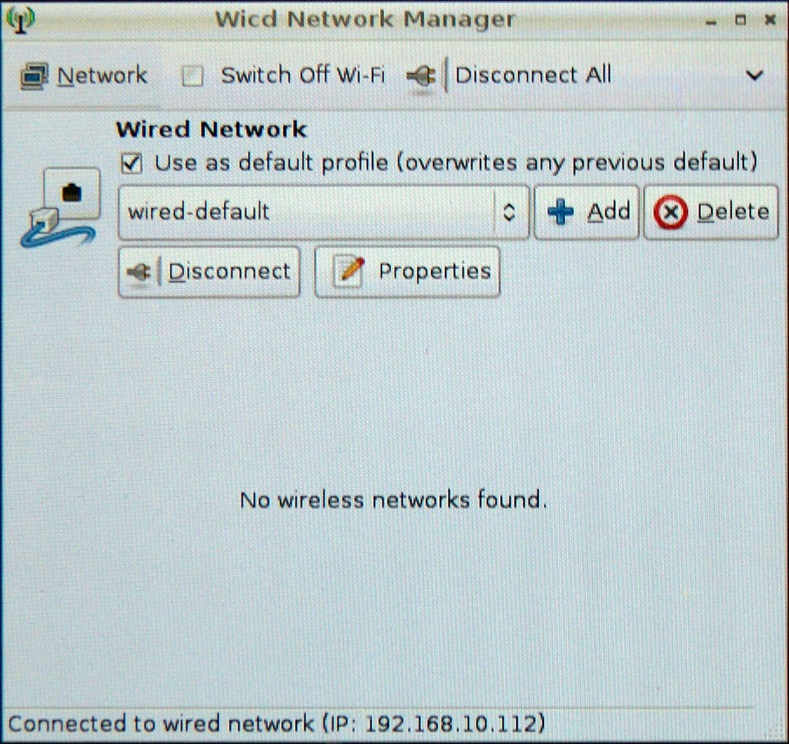 Wicd Network Manager
Network Switch Off Wi-Fi Disconnect All
Wired Network
Use as default profile (overwrites any previous default)
wired-default Add Delete
Disconnect Properties
No wireless networks found.
Connected to wired network (IP: 192.168.10.112)